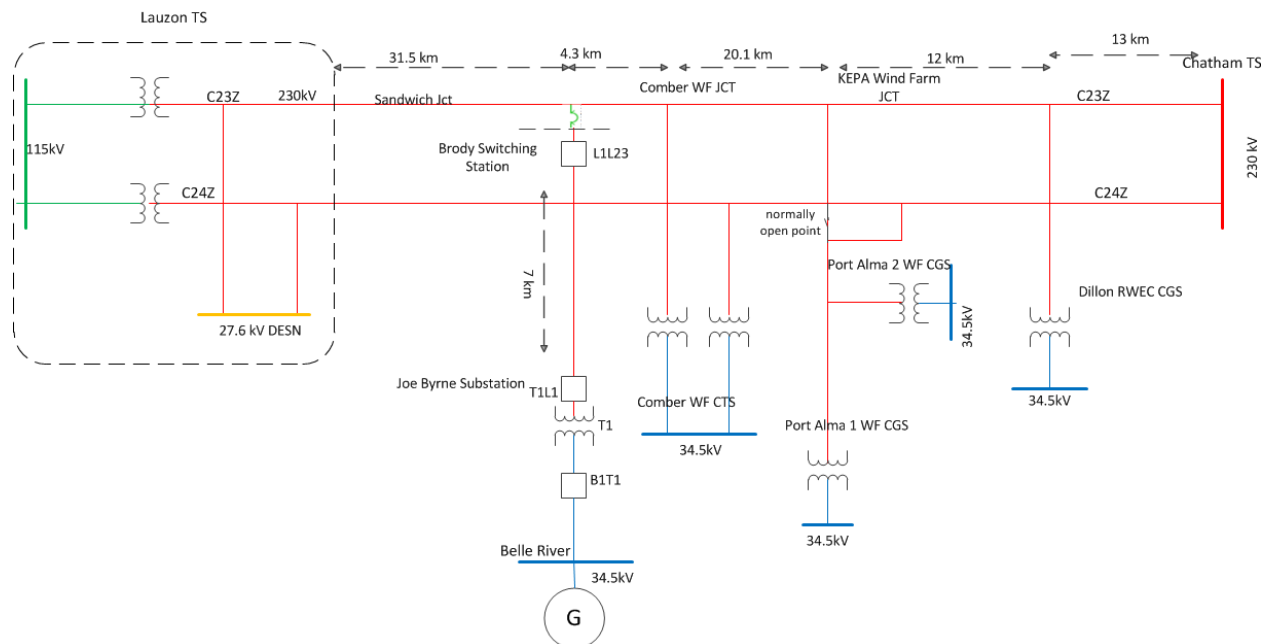 Lauzon TS
31.5 km
4.3 km
20.1 km
12 km
13 km
Chatham TS
C23Z
230kV
Sandwich Jct
Comber WF JCT
KEPA Wind Farm
JCT
C23Z
115kV
Brody Switching
Station
L1L23
230 kV
C24Z
C24Z
normally
open point
7 km
Port Alma 2 WF CGS
34.5kV
Dillon RWEC CGS
27.6 kV DESN
Joe Byrne Substation
T1L1
T1
Comber WF CTS
34.5kV
Port Alma 1 WF CGS
34.5kV
B1T1
34.5kV
Belle River
34.5kV
G